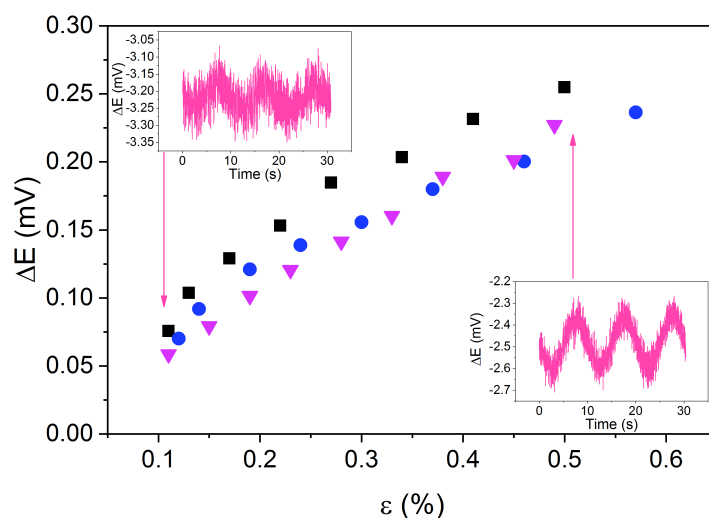 0.30
0.25
0.20
0.15
0.10
0.05
0.00
ΔE (mV)
0.1 0.2 0.3 0.4 0.5 0.6
ε (%)
-3.05
-3.10
-3.15
-3.20
-3.25
-3.30
-3.35
ΔE (mV)
0 10 20 30
Time (s)
-2.2
-2.3
-2.4
-2.5
-2.6
-2.7
ΔE (mV)
0 10 20 30
Time (s)